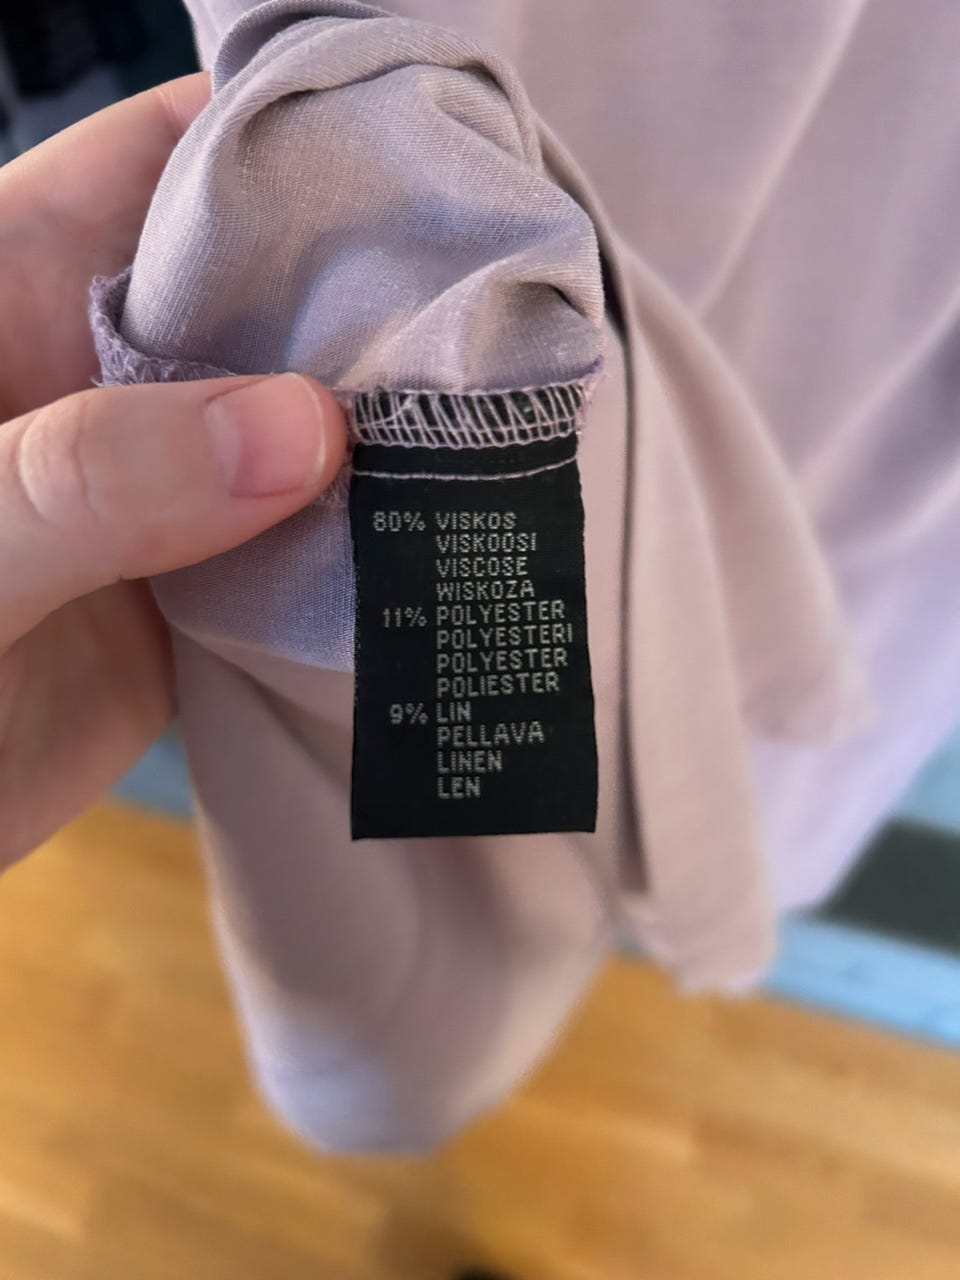 80% VISKOS
VISKOOSI
VISCOSE
WISKOZA
11% POLYESTER
POLYESTERI
POLYESTER
POLIESTER
9% LIN
PELLAVA
LINEN
LEN